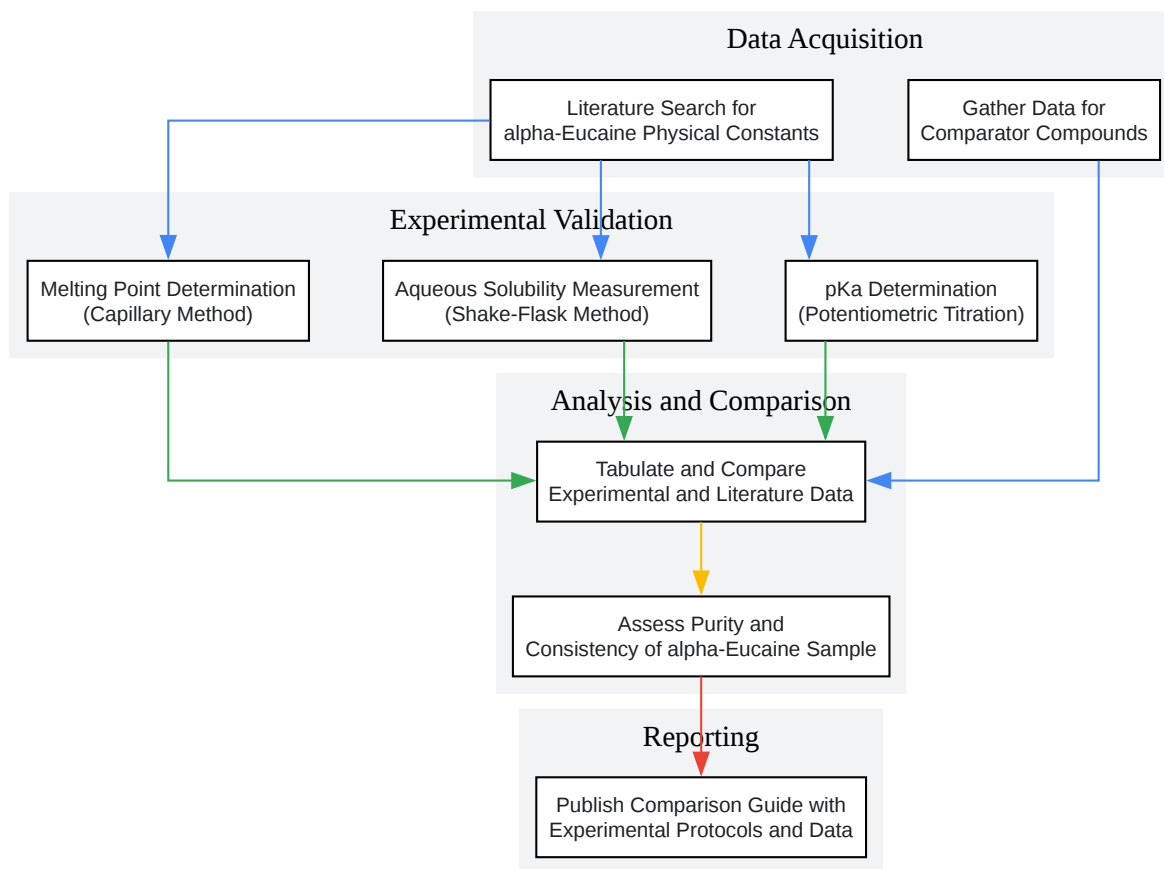 Data Acquisition
Literature Search for
alpha-Eucaine Physical Constants
Gather Data for
Comparator Compounds
Experimental Validation
Melting Point Determination
(Capillary Method)
Aqueous Solubility Measurement
(Shake-Flask Method)
pKa Determination
(Potentiometric Titration)
Analysis and Comparison
Tabulate and Compare
Experimental and Literature Data
Assess Purity and
Consistency of alpha-Eucaine Sample
Reporting
Publish Comparison Guide with
Experimental Protocols and Data